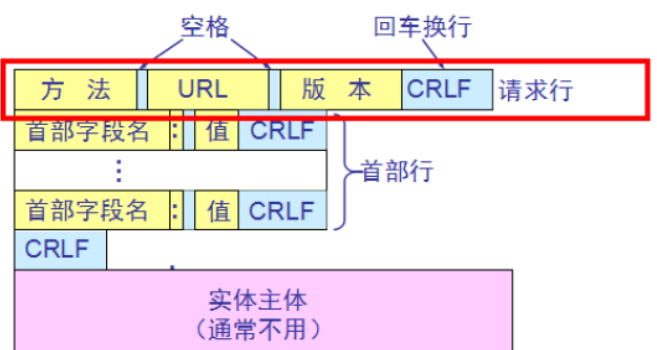 空格 回车换行
方 法 URL 版 本 CRLF 请求行
首部字段名 : 值 CRLF
⋮ 首部行
首部字段名 : 值 CRLF
CRLF
实体主体
（通常不用）